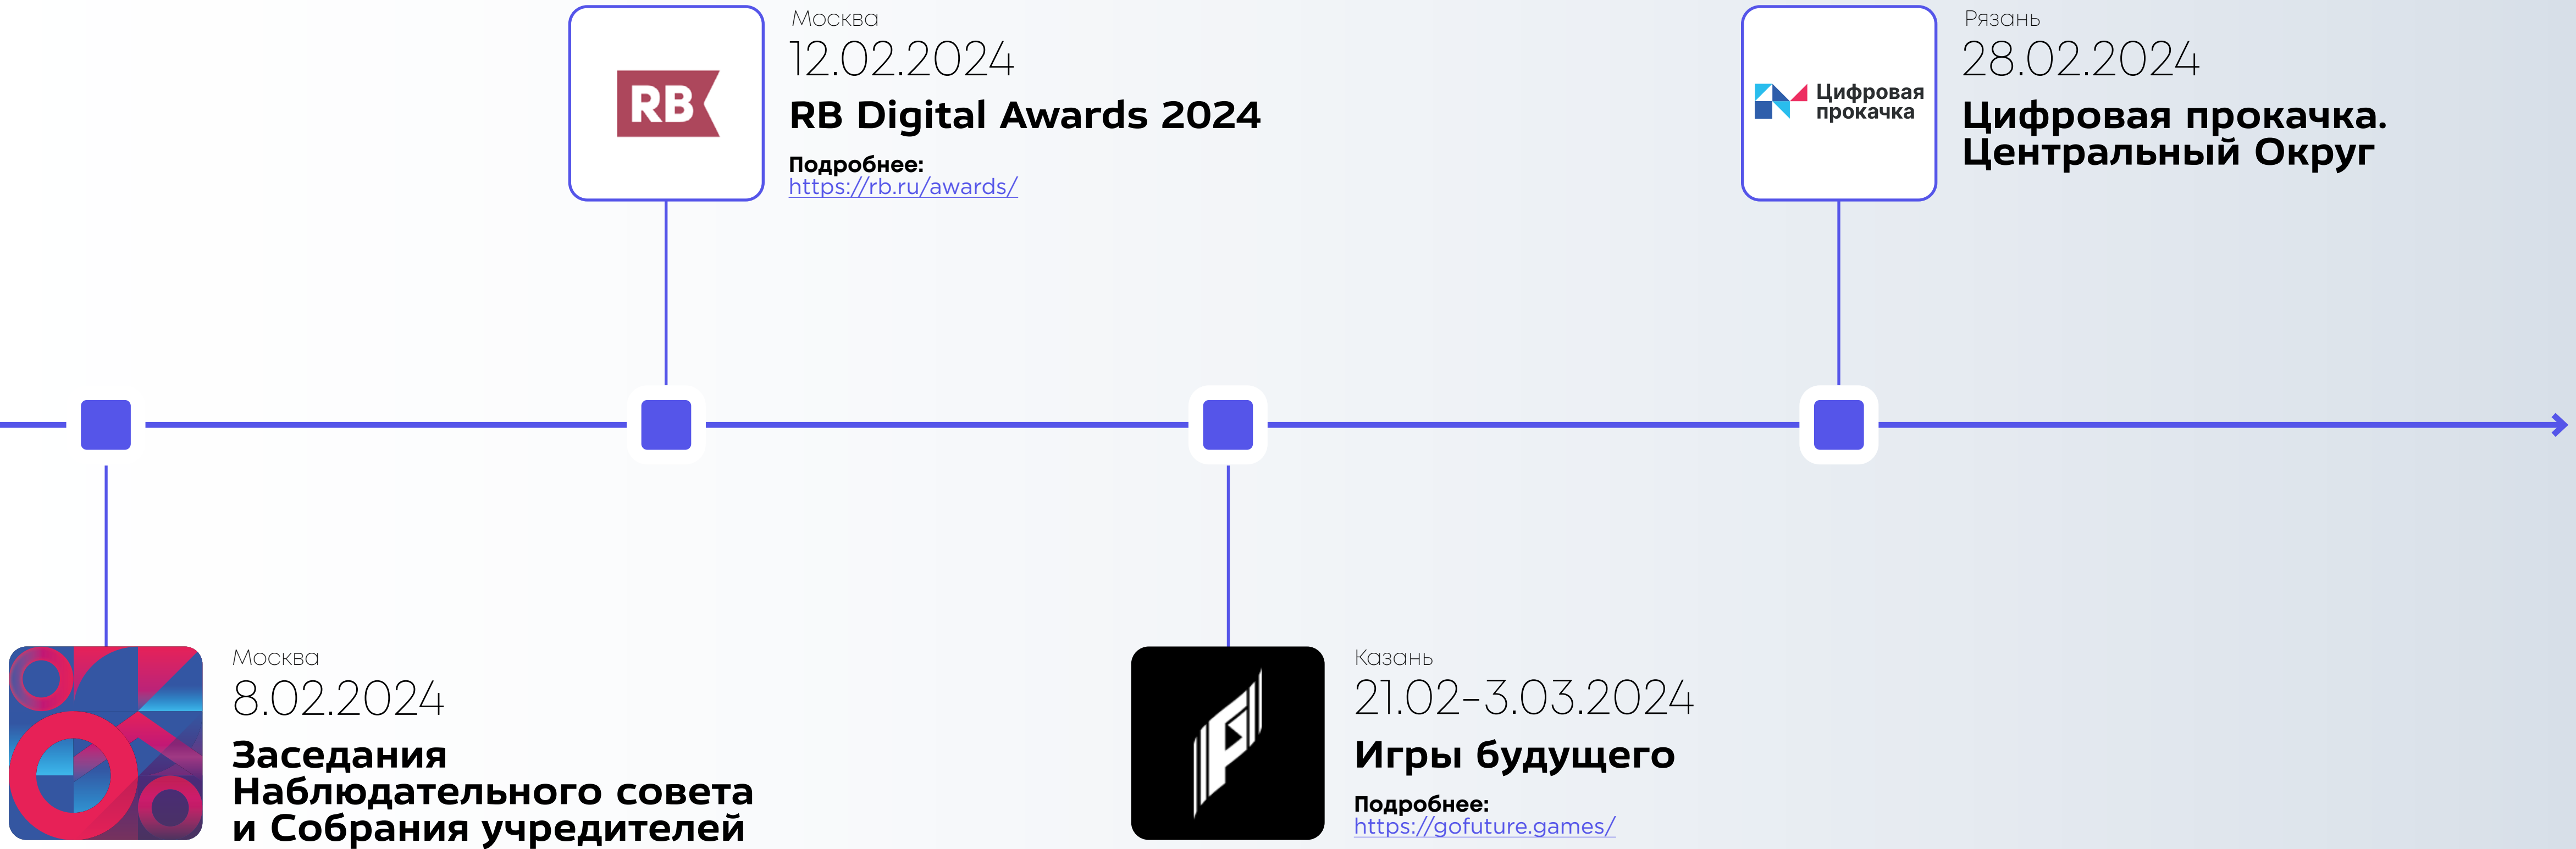 Москва
12.02.2024
RB Digital Awards 2024
Подробнее:
https://rb.ru/awards/
RB
Рязань
28.02.2024
Цифровая прокачка.
Центральный Округ
Цифровая
прокачка
Москва
8.02.2024
Заседания
Наблюдательного совета
и Собрания учредителей
Казань
21.02-3.03.2024
Игры будущего
Подробнее:
https://gofuture.games/